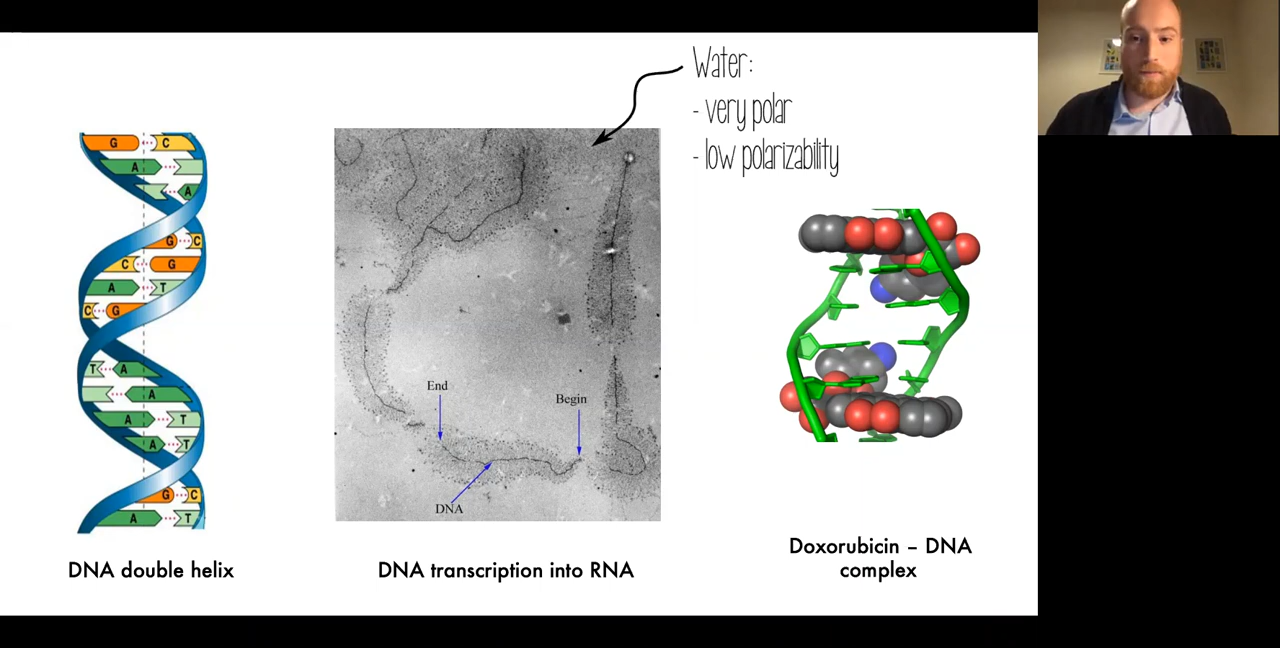 Water:
- very polar
- low polarizability
G C
A
A
G C
C G
A T
C G
T A
A
A T
A T
G C
A T
End
Begin
DNA
DNA double helix
DNA transcription into RNA
Doxorubicin – DNA
complex